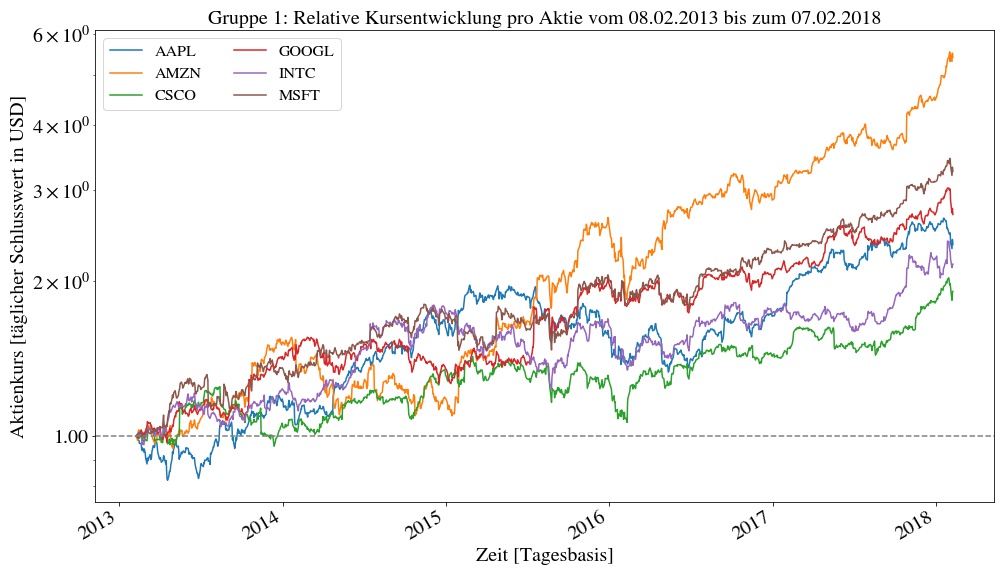 Gruppe 1: Relative Kursentwicklung pro Aktie vom 08.02.2013 bis zum 07.02.2018
Aktienkurs [täglicher Schlusswert in USD]
6 × 10⁰
4 × 10⁰
3 × 10⁰
2 × 10⁰
1.00
AAPL
AMZN
CSCO
GOOGL
INTC
MSFT
2013
2014
2015
2016
2017
2018
Zeit [Tagesbasis]